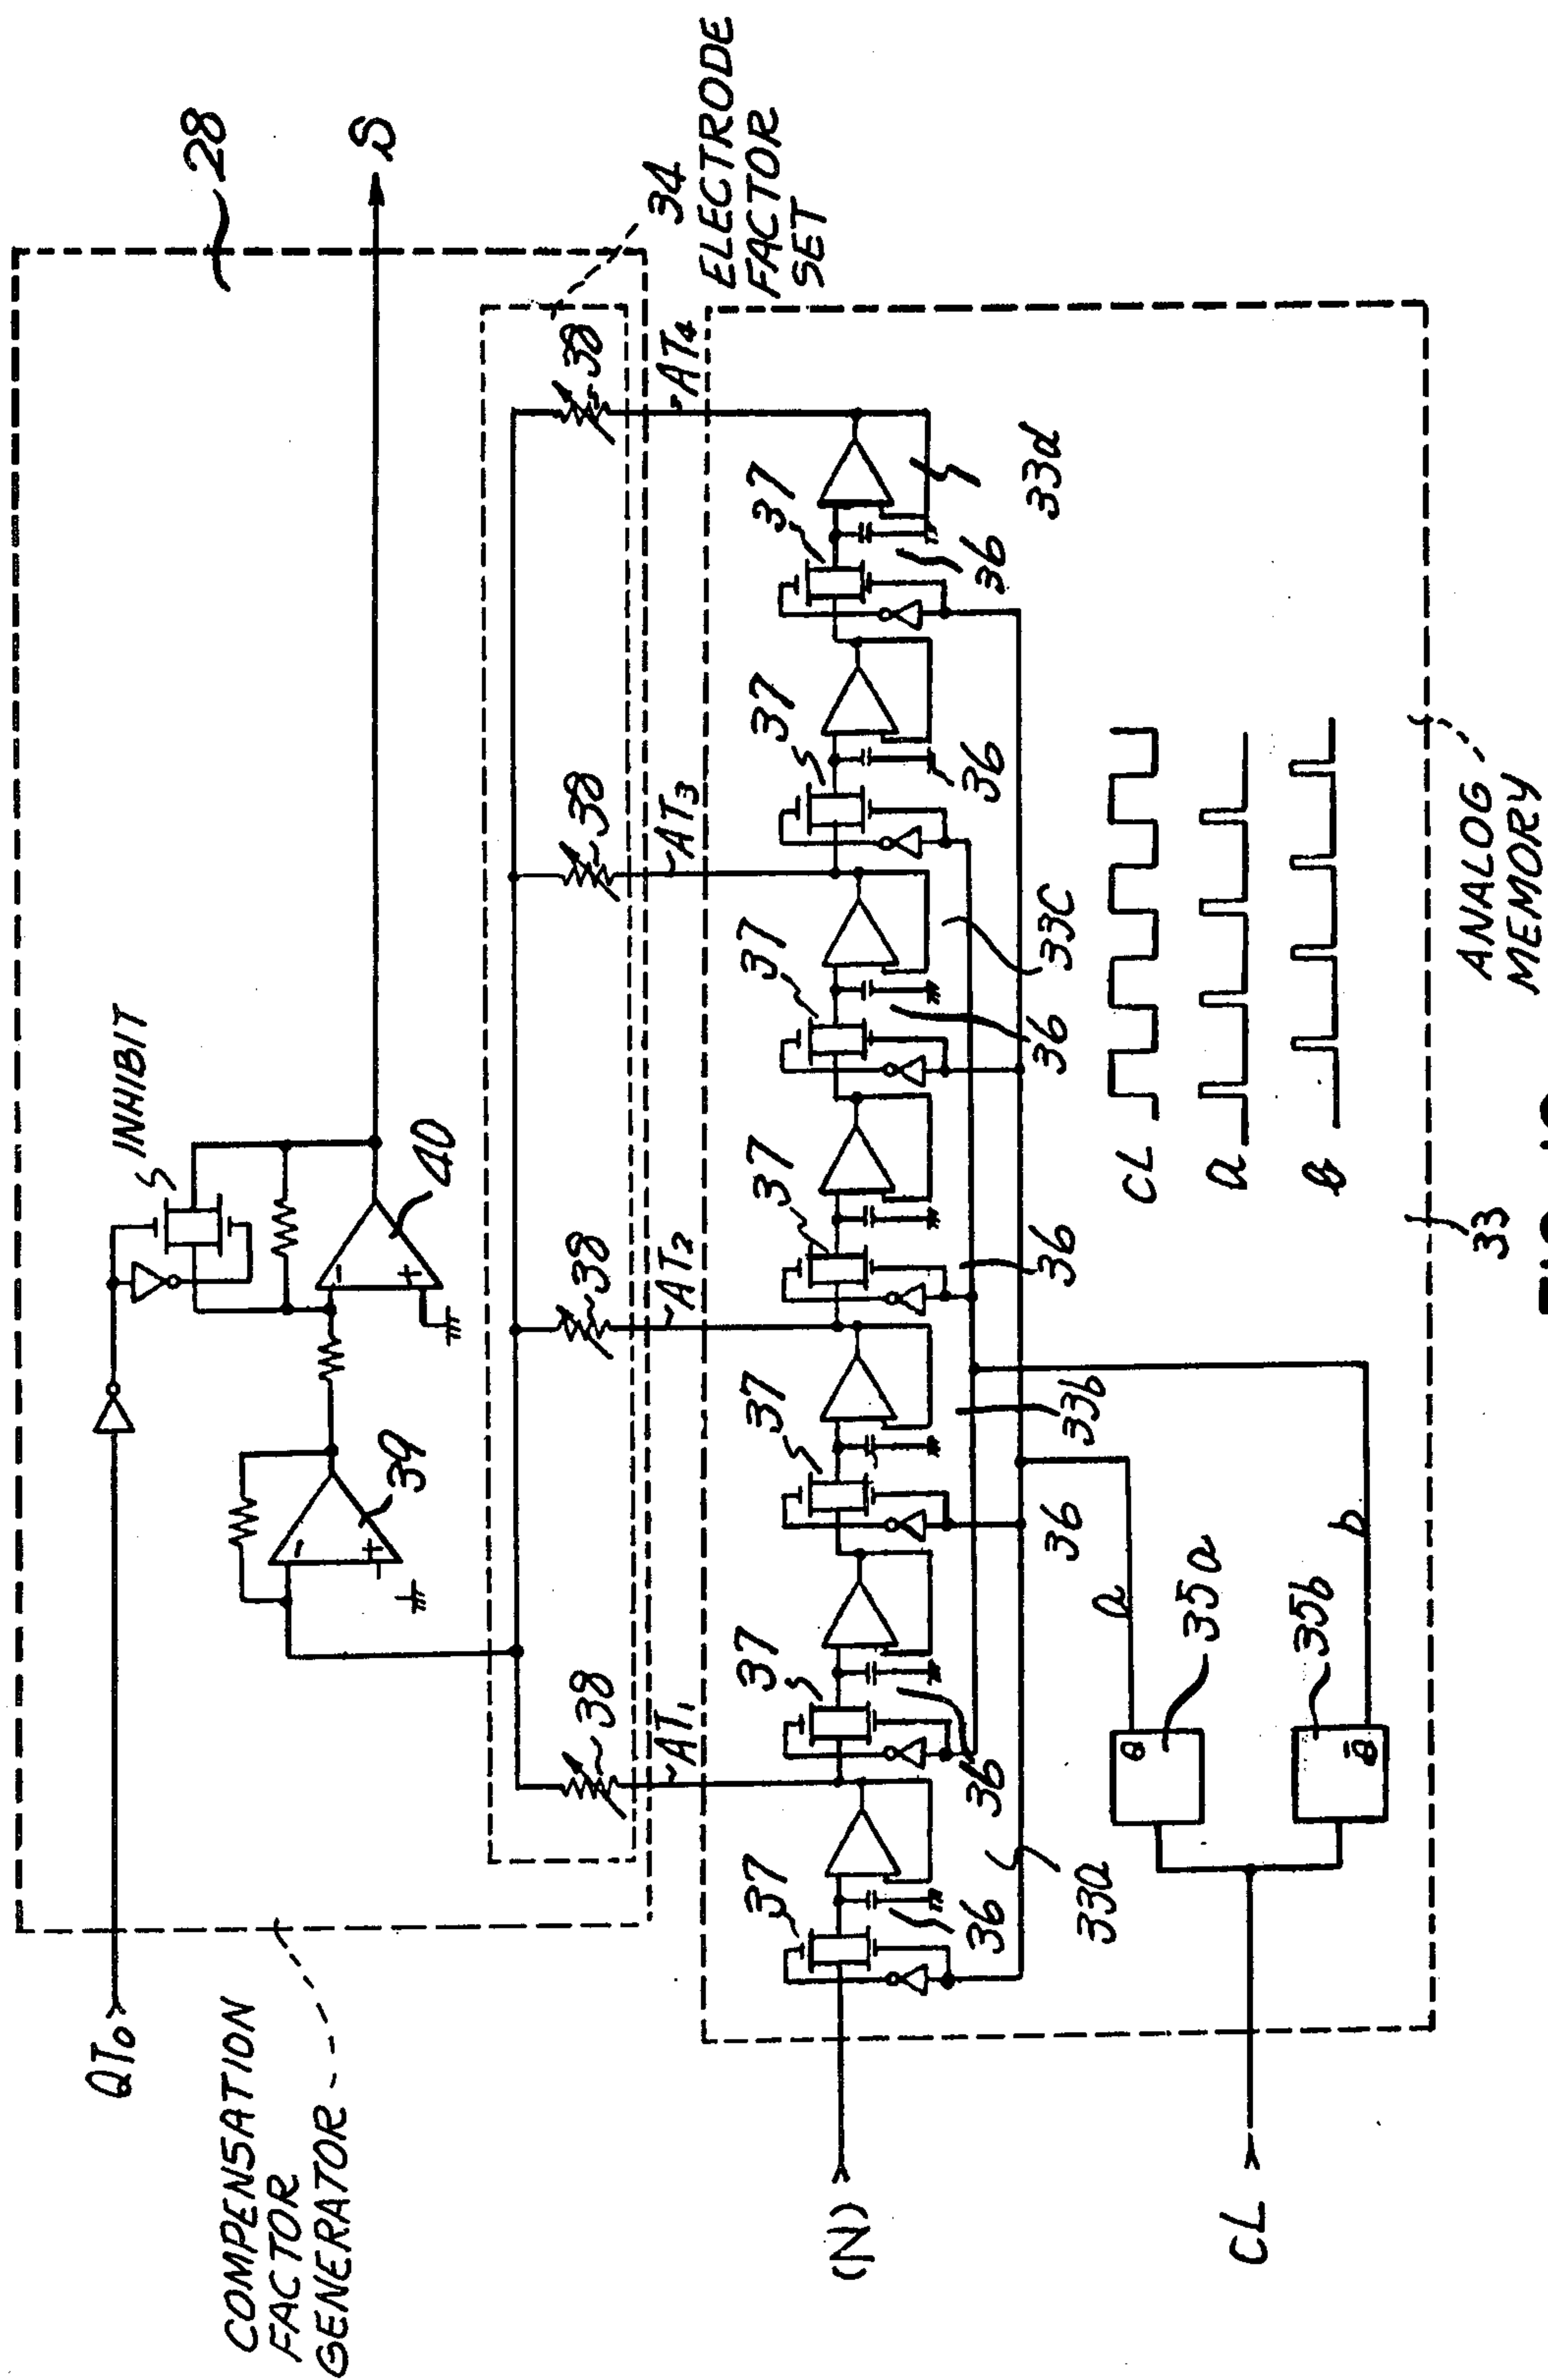 COMPENSATION
FACTOR
GENERATOR
QT₀
INHIBIT
28
S
39
40
34
ELECTRODE
FACTOR
SET
38
38
38
38
AT₁
AT₂
AT₃
AT₄
(N)
37
37
37
37
37
37
37
36
36
36
36
36
36
36
33a
33b
33c
33d
a
b
35a
35b
CL
CL
a
b
33
ANALOG
MEMORY